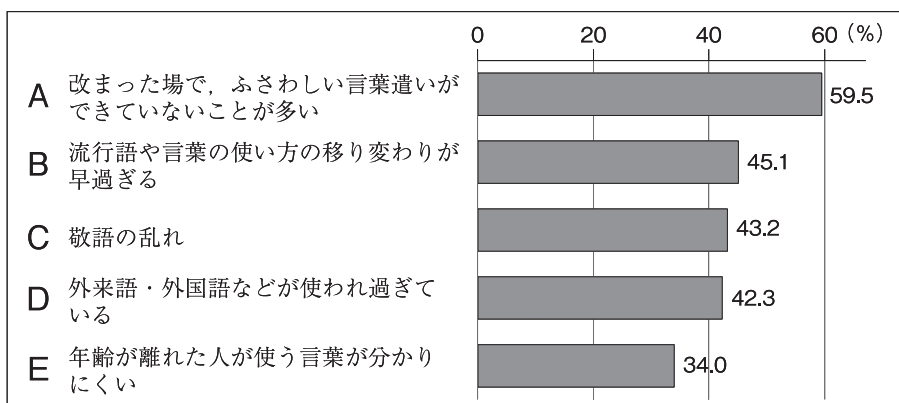 0 20 40 60 (%)
A 改まった場で，ふさわしい言葉遣いが
できていないことが多い
59.5
B 流行語や言葉の使い方の移り変わりが
早過ぎる
45.1
C 敬語の乱れ
43.2
D 外来語・外国語などが使われ過ぎて
いる
42.3
E 年齢が離れた人が使う言葉が分かり
にくい
34.0